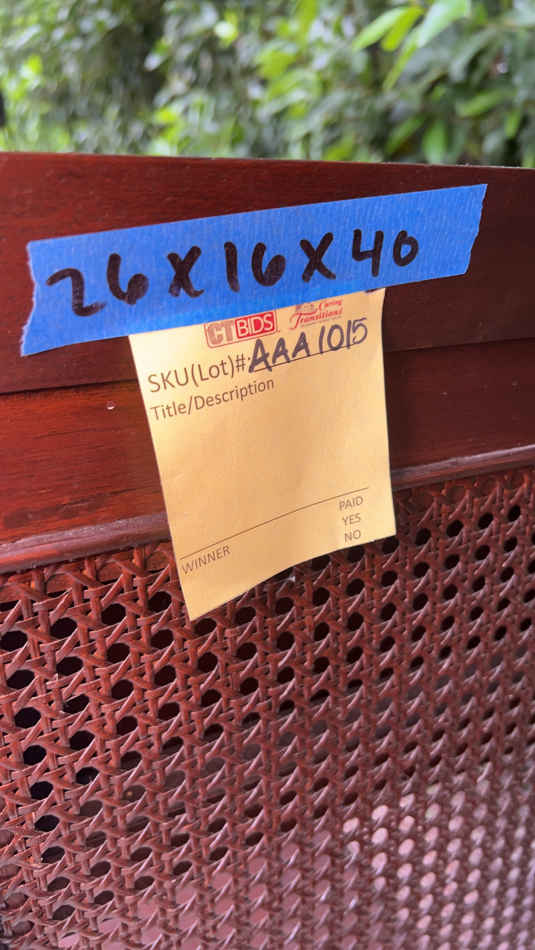 26x16x40
CTBIDS Caring Transitions
SKU(Lot)#: AAA1015
Title/Description
PAID
YES
NO
WINNER